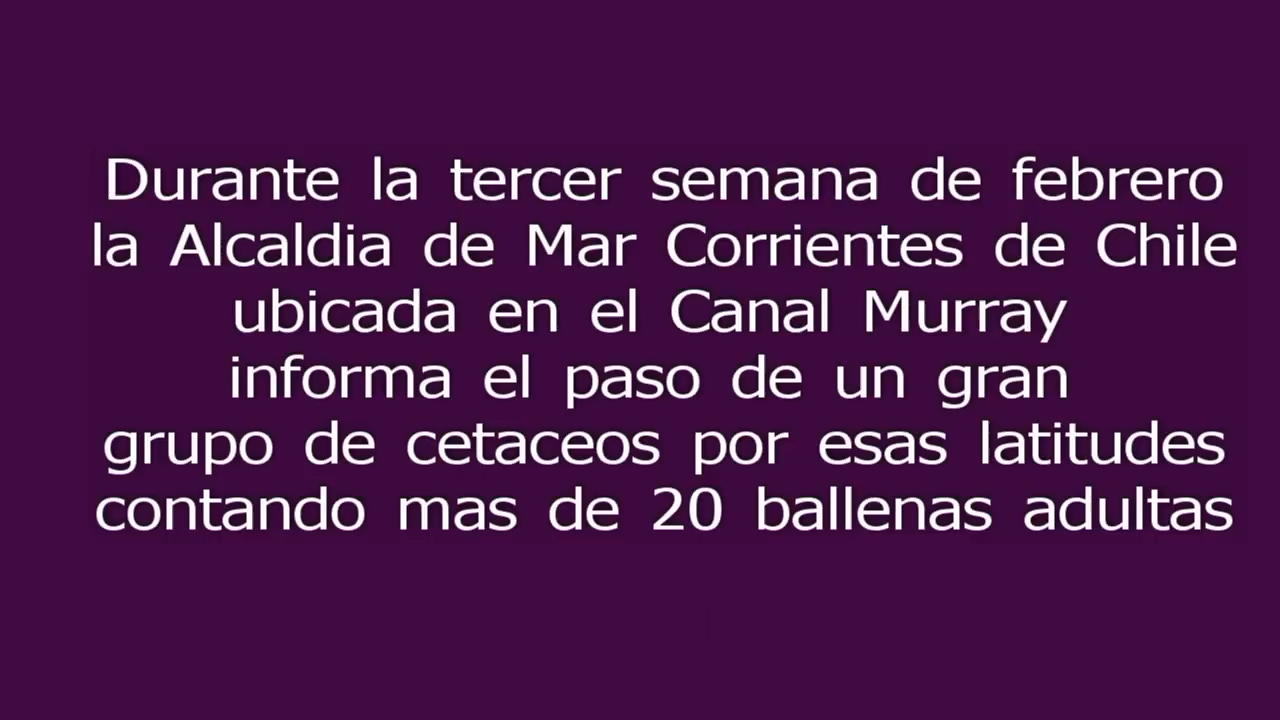 Durante la tercer semana de febrero
la Alcaldia de Mar Corrientes de Chile
ubicada en el Canal Murray
informa el paso de un gran
grupo de cetaceos por esas latitudes
contando mas de 20 ballenas adultas